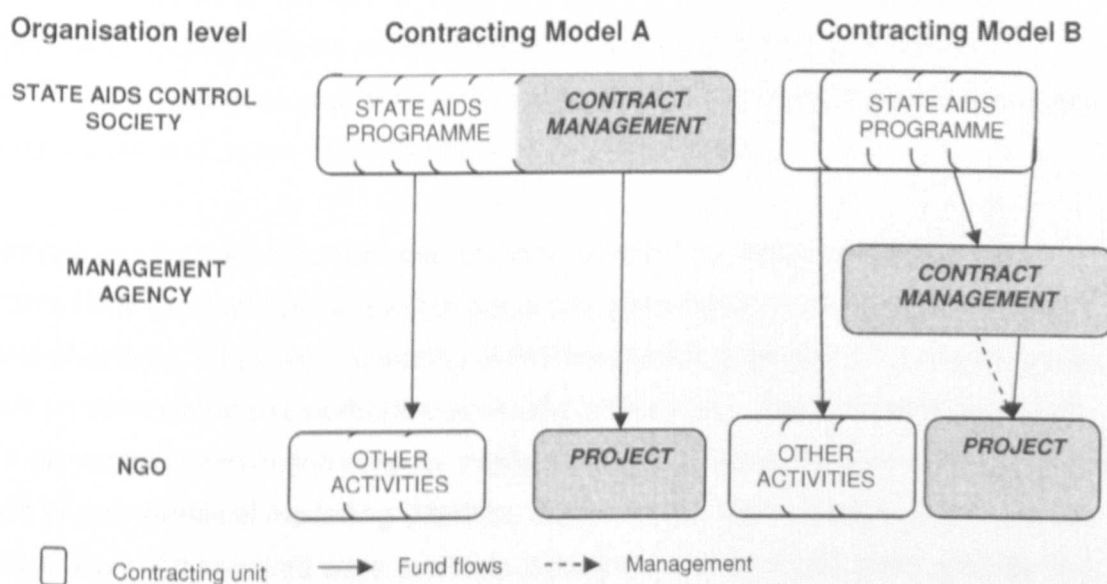 Organisation level Contracting Model A Contracting Model B
STATE AIDS CONTROL
SOCIETY
STATE AIDS
PROGRAMME
CONTRACT
MANAGEMENT
STATE AIDS
PROGRAMME
MANAGEMENT
AGENCY
CONTRACT
MANAGEMENT
NGO
OTHER
ACTIVITIES
PROJECT
OTHER
ACTIVITIES
PROJECT
Contracting unit Fund flows Management